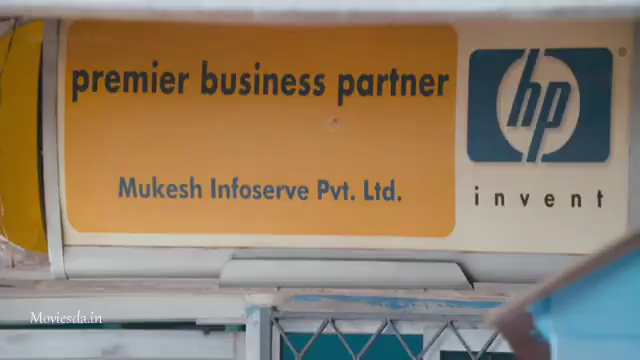 premier business partner
Mukesh Infoserve Pvt. Ltd.
hp
invent
Moviesda.in